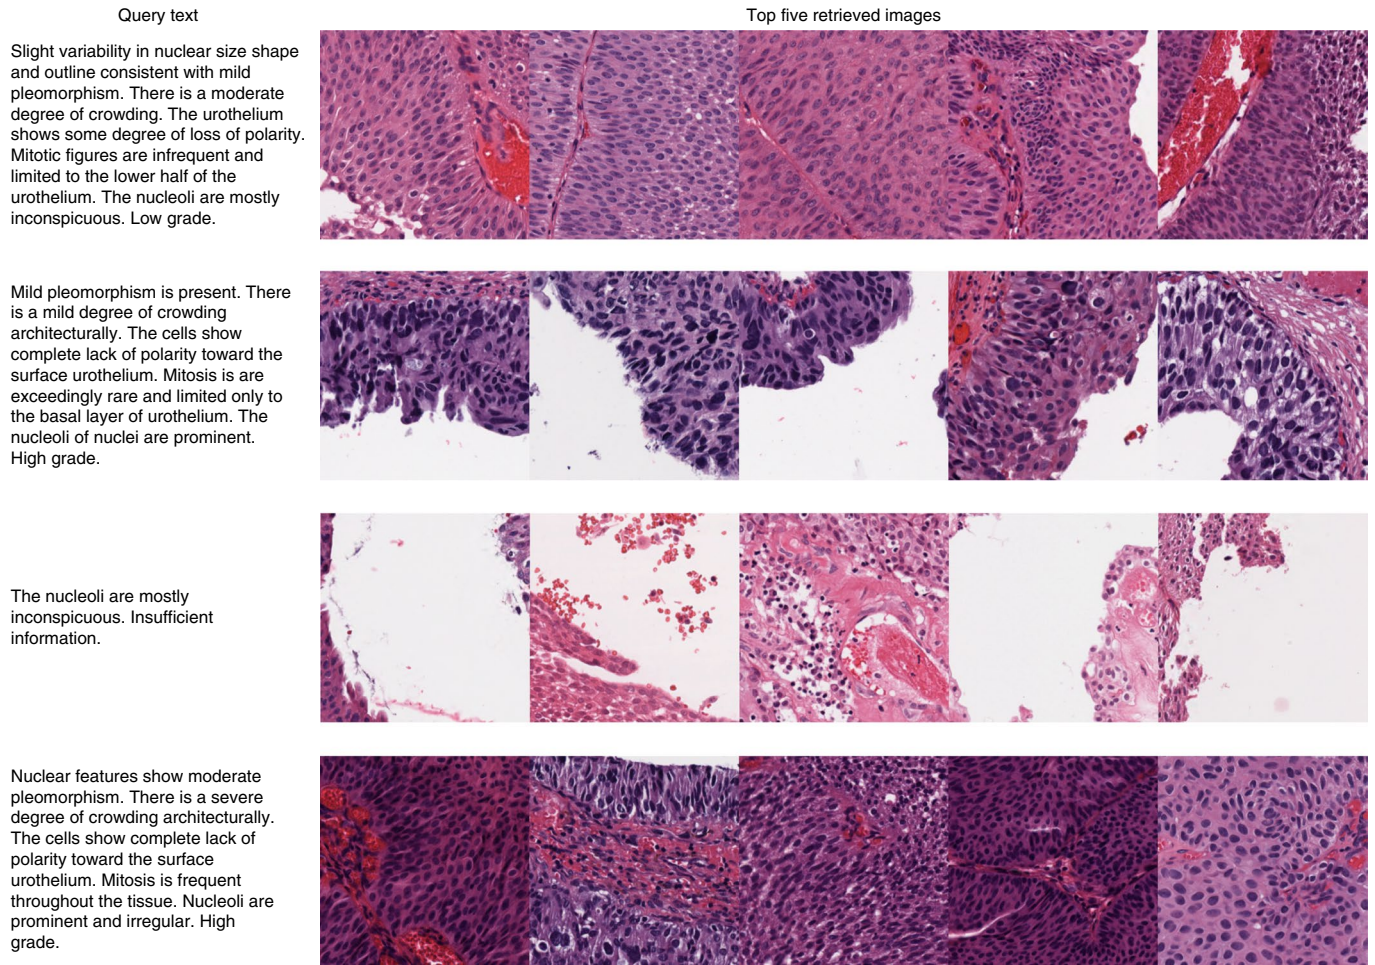 Query text
Top five retrieved images
Slight variability in nuclear size shape
and outline consistent with mild
pleomorphism. There is a moderate
degree of crowding. The urothelium
shows some degree of loss of polarity.
Mitotic figures are infrequent and
limited to the lower half of the
urothelium. The nucleoli are mostly
inconspicuous. Low grade.
Mild pleomorphism is present. There
is a mild degree of crowding
architecturally. The cells show
complete lack of polarity toward the
surface urothelium. Mitosis is are
exceedingly rare and limited only to
the basal layer of urothelium. The
nucleoli of nuclei are prominent.
High grade.
The nucleoli are mostly
inconspicuous. Insufficient
information.
Nuclear features show moderate
pleomorphism. There is a severe
degree of crowding architecturally.
The cells show complete lack of
polarity toward the surface
urothelium. Mitosis is frequent
throughout the tissue. Nucleoli are
prominent and irregular. High
grade.